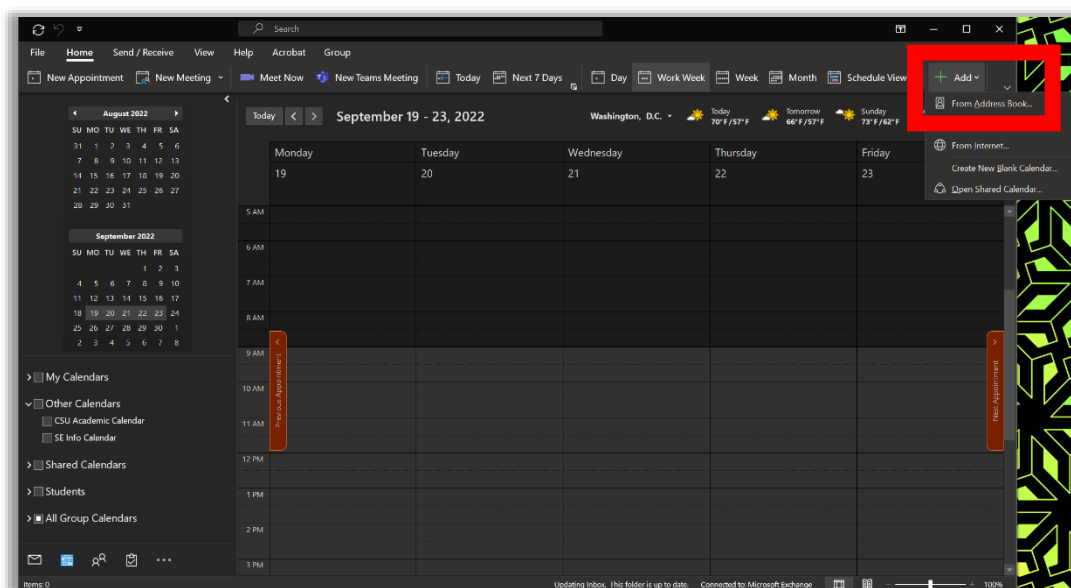 Search
File Home Send / Receive View Help Acrobat Group
New Appointment New Meeting Meet Now New Teams Meeting Today Next 7 Days Day Work Week Week Month Schedule View Add
From Address Book...
From Internet...
Create New Blank Calendar...
Open Shared Calendar...
August 2022
SU MO TU WE TH FR SA
31 1 2 3 4 5 6
7 8 9 10 11 12 13
14 15 16 17 18 19 20
21 22 23 24 25 26 27
28 29 30 31
September 2022
SU MO TU WE TH FR SA
1 2 3
4 5 6 7 8 9 10
11 12 13 14 15 16 17
18 19 20 21 22 23 24
25 26 27 28 29 30 1
2 3 4 5 6 7 8
My Calendars
Other Calendars
CSU Academic Calendar
SE Info Calendar
Shared Calendars
Students
All Group Calendars
Today September 19 - 23, 2022 Washington, D.C.
Today
70°F/57°F
Tomorrow
66°F/57°F
Sunday
73°F/62°F
Monday Tuesday Wednesday Thursday Friday
19 20 21 22 23
5 AM
6 AM
7 AM
8 AM
9 AM
10 AM
11 AM
12 PM
1 PM
2 PM
3 PM
Previous Appointment
Next Appointment
Items: 0 Updating Inbox. This folder is up to date. Connected to: Microsoft Exchange 100%